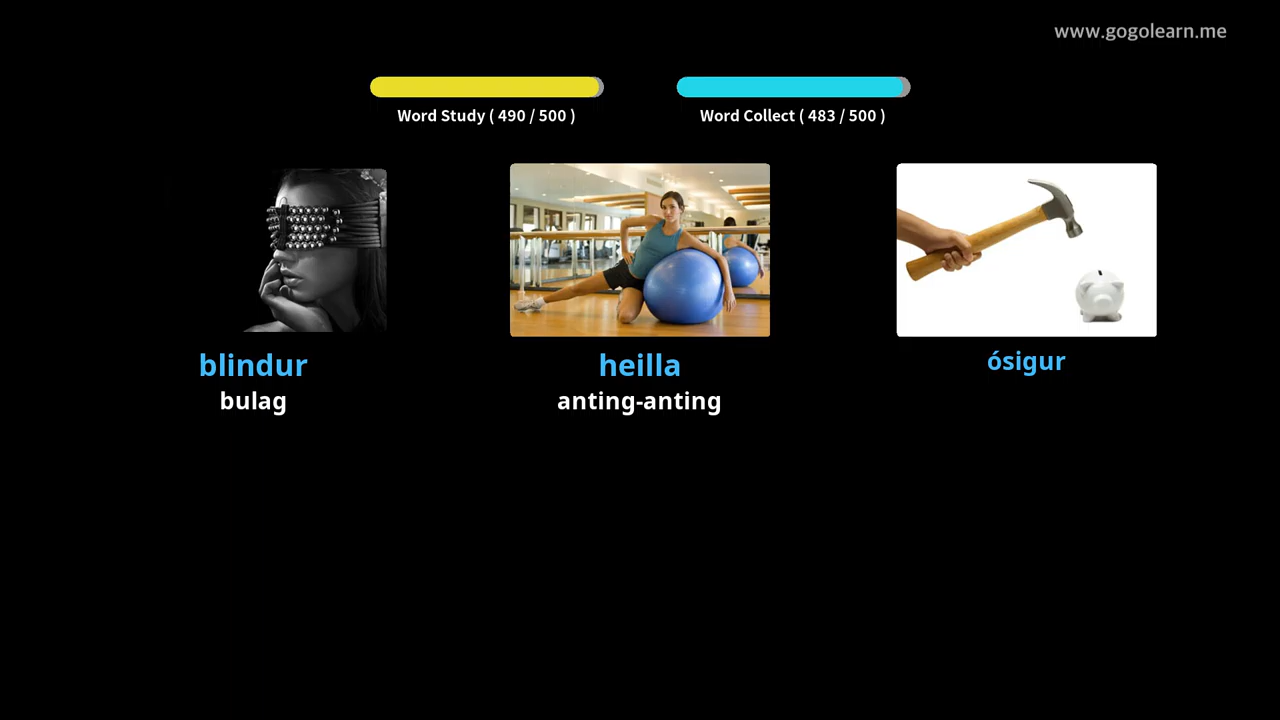 www.gogolearn.me
Word Study ( 490 / 500 )
Word Collect ( 483 / 500 )
blindur
bulag
heilla
anting-anting
ósigur